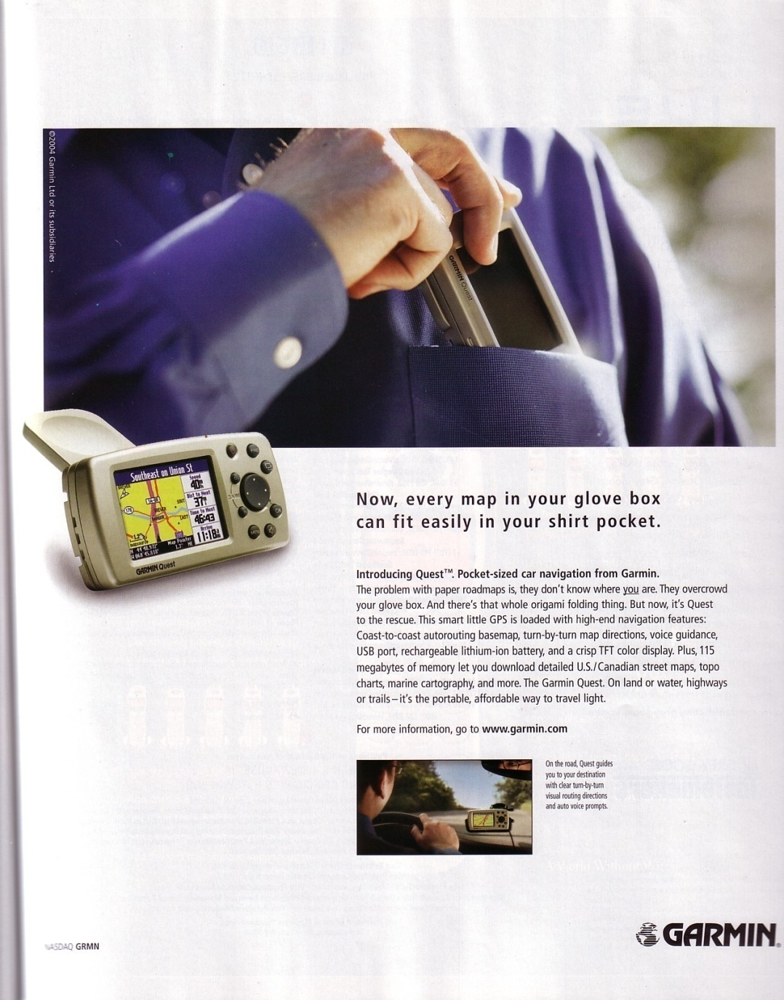 ©2004 Garmin Ltd or its subsidiaries
GARMIN Quest
Southeast on Union St
Speed
40
Dist to Next
37
Time to Next
46:43
Arrive
11:18
Map Pointer
GARMIN Quest
Now, every map in your glove box
can fit easily in your shirt pocket.
Introducing Quest™. Pocket-sized car navigation from Garmin.
The problem with paper roadmaps is, they don't know where you are. They overcrowd
your glove box. And there's that whole origami folding thing. But now, it's Quest
to the rescue. This smart little GPS is loaded with high-end navigation features:
Coast-to-coast autorouting basemap, turn-by-turn map directions, voice guidance,
USB port, rechargeable lithium-ion battery, and a crisp TFT color display. Plus, 115
megabytes of memory let you download detailed U.S./Canadian street maps, topo
charts, marine cartography, and more. The Garmin Quest. On land or water, highways
or trails–it's the portable, affordable way to travel light.
For more information, go to www.garmin.com
On the road, Quest guides
you to your destination
with clear turn-by-turn
visual routing directions
and auto voice prompts.
NASDAQ GRMN
GARMIN®